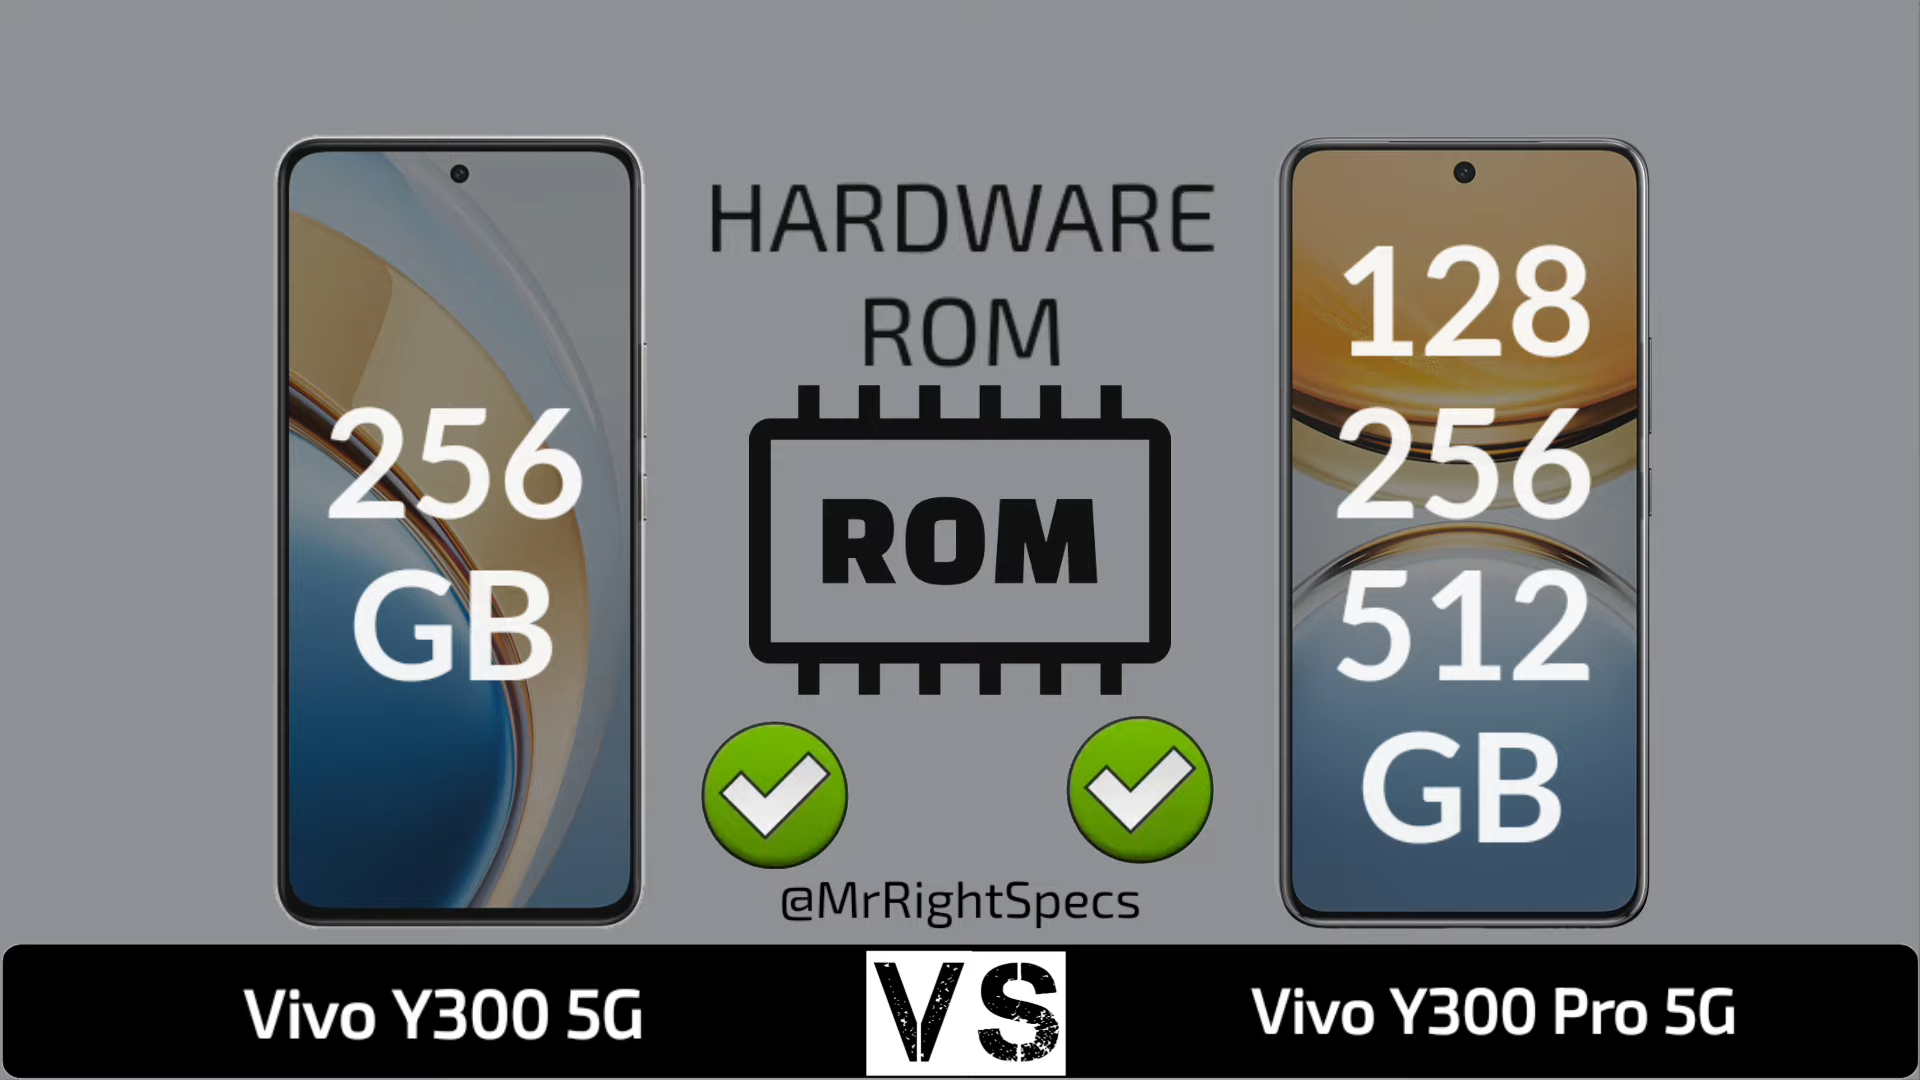 HARDWARE
ROM
256
GB
ROM
128
256
512
GB
@MrRightSpecs
Vivo Y300 5G
VS
Vivo Y300 Pro 5G